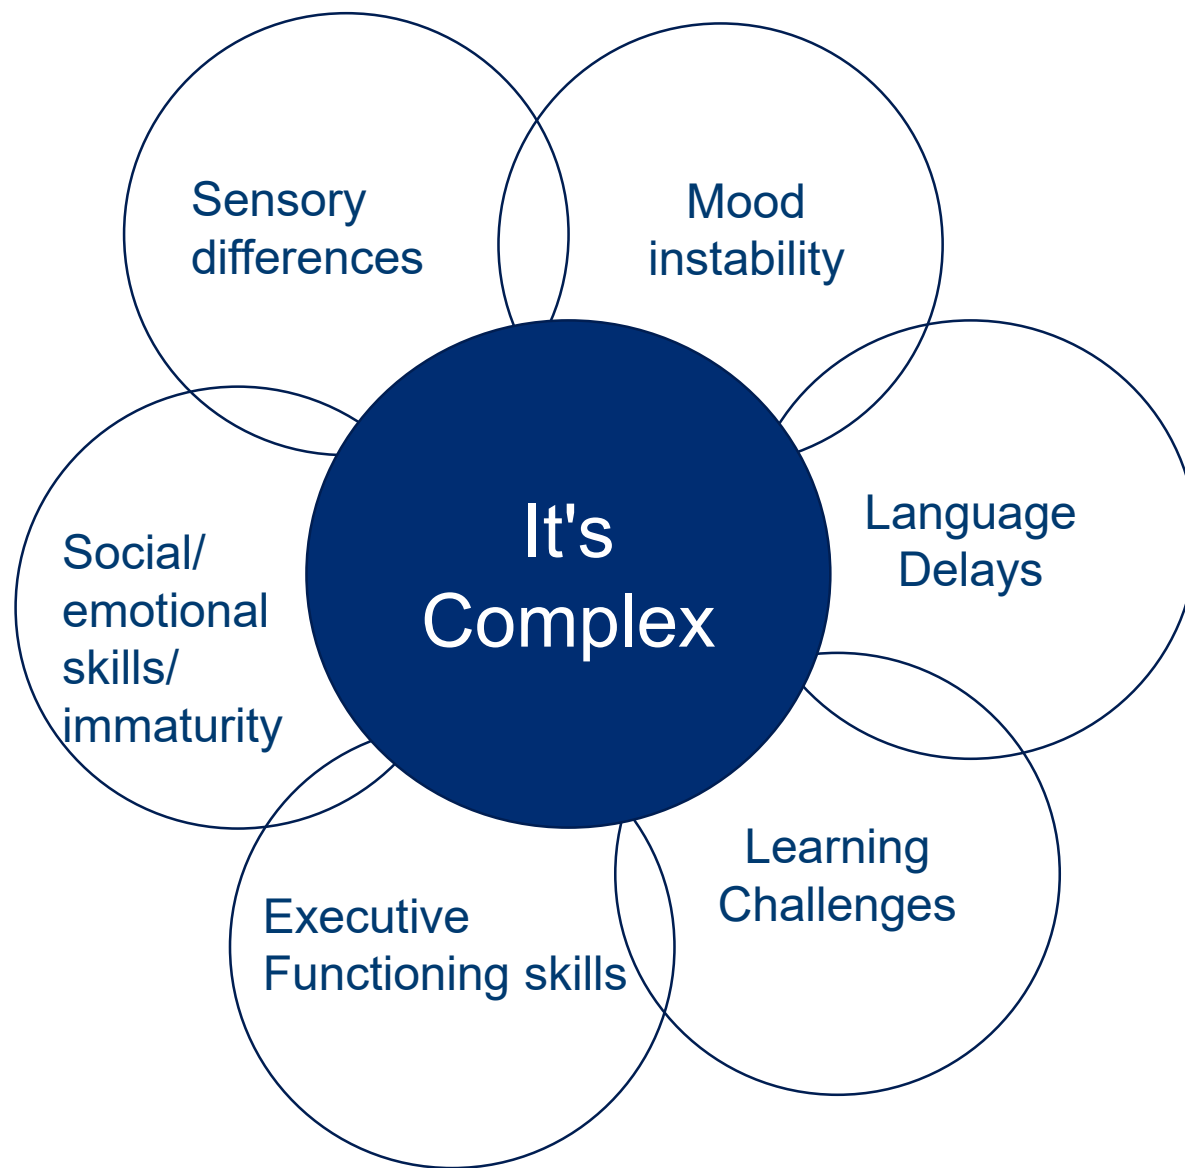 Sensory
differences
Mood
instability
Language
Delays
Learning
Challenges
Executive
Functioning skills
Social/
emotional
skills/
immaturity
It's
Complex